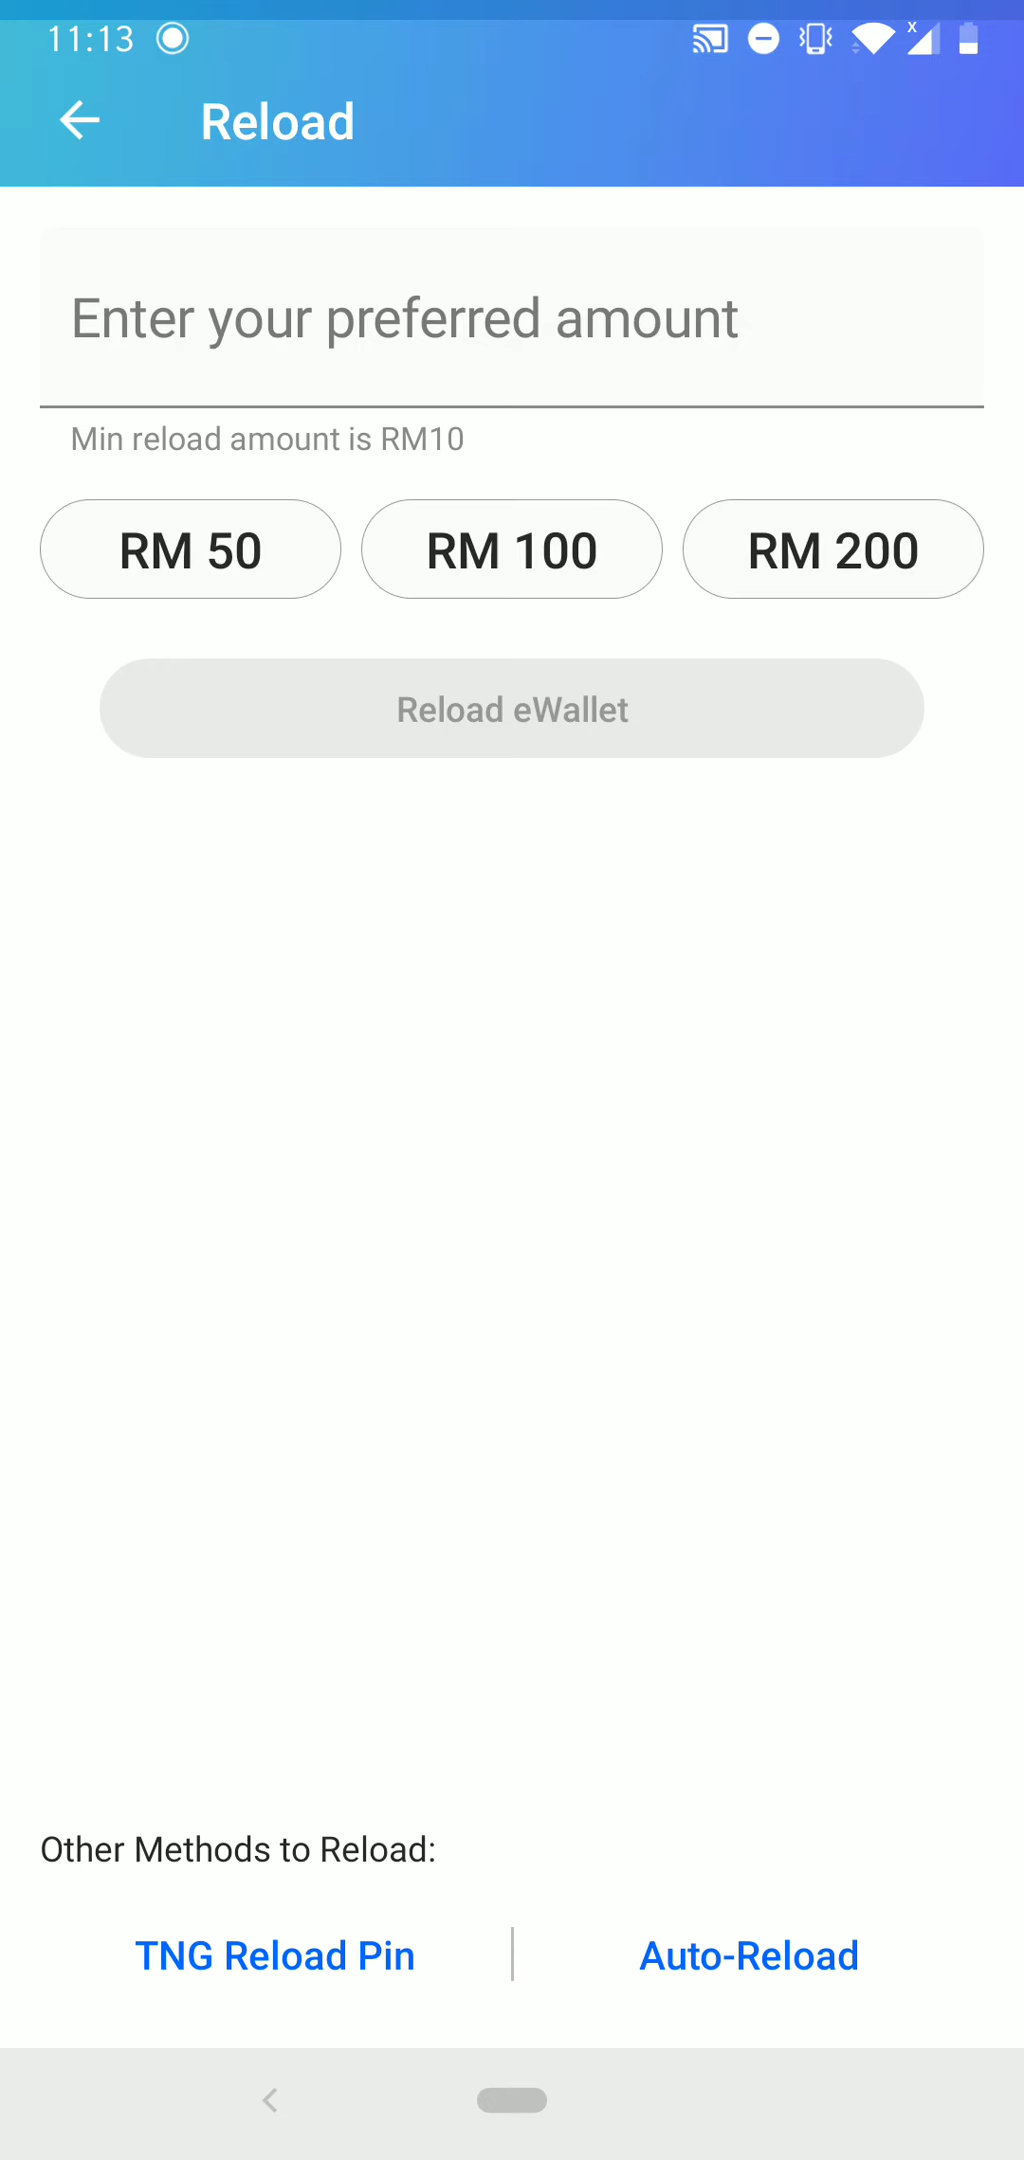 11:13
Reload
Enter your preferred amount
Min reload amount is RM10
RM 50
RM 100
RM 200
Reload eWallet
Other Methods to Reload:
TNG Reload Pin
Auto-Reload